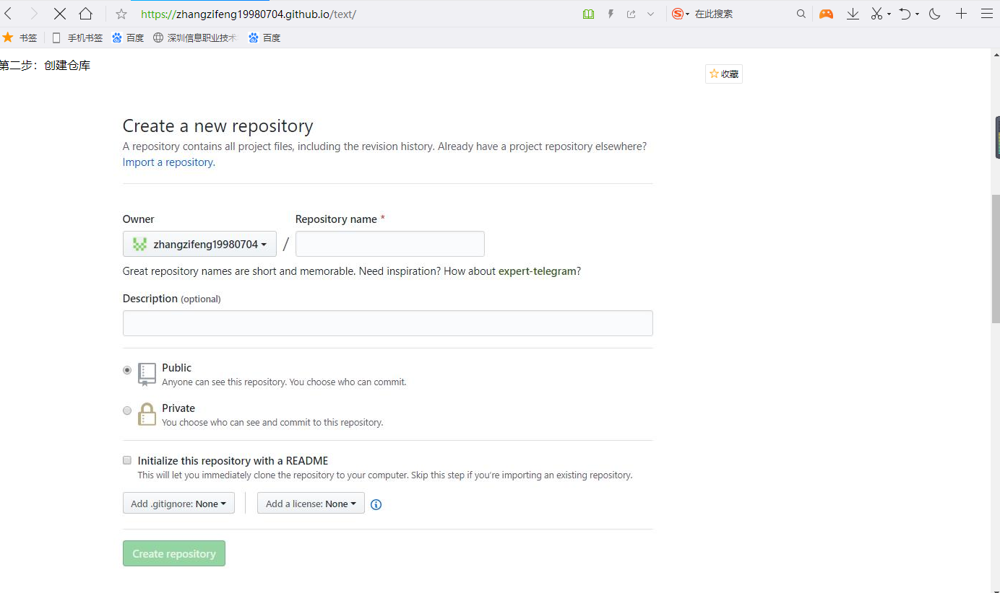 https://zhangzifeng19980704.github.io/text/
在此搜索
书签 手机书签 百度 深圳信息职业技术 百度
第二步：创建仓库
收藏
Create a new repository
A repository contains all project files, including the revision history. Already have a project repository elsewhere?
Import a repository.
Owner Repository name *
zhangzifeng19980704 /
Great repository names are short and memorable. Need inspiration? How about expert-telegram?
Description (optional)
Public
Anyone can see this repository. You choose who can commit.
Private
You choose who can see and commit to this repository.
Initialize this repository with a README
This will let you immediately clone the repository to your computer. Skip this step if you're importing an existing repository.
Add .gitignore: None Add a license: None
Create repository